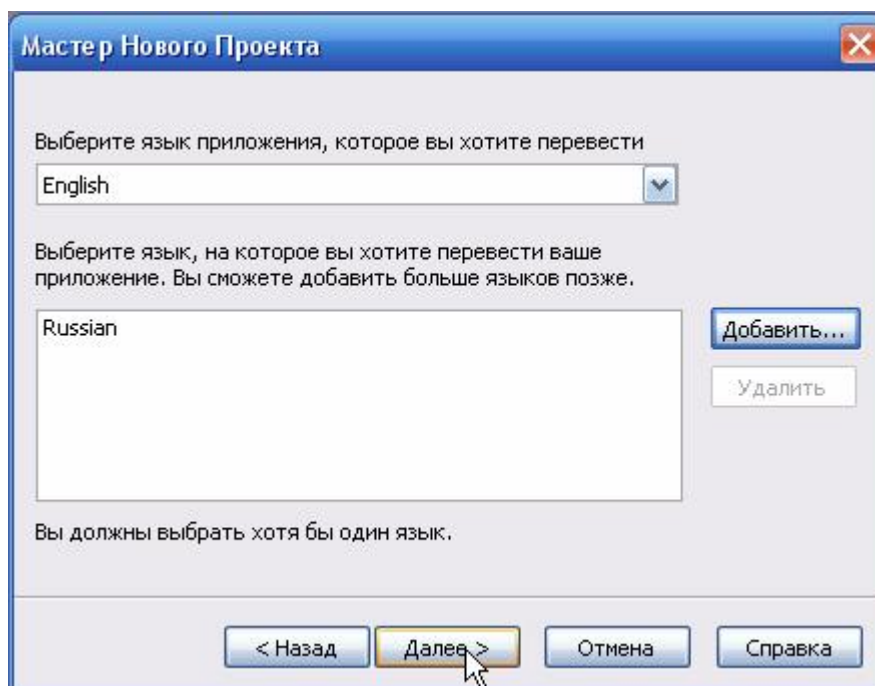 Мастер Нового Проекта
Выберите язык приложения, которое вы хотите перевести
English
Выберите язык, на которое вы хотите перевести ваше
приложение. Вы сможете добавить больше языков позже.
Russian
Добавить...
Удалить
Вы должны выбрать хотя бы один язык.
< Назад
Далее >
Отмена
Справка